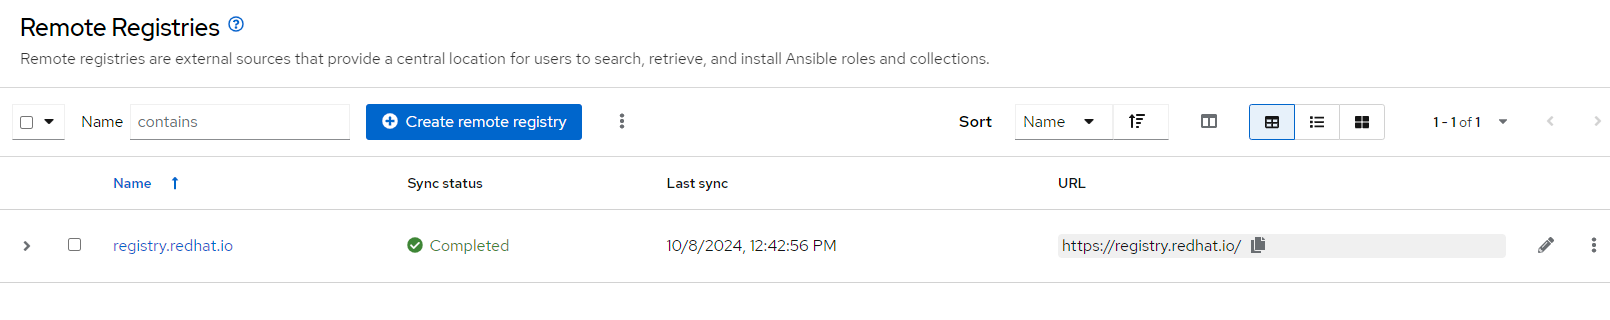 Remote Registries
Remote registries are external sources that provide a central location for users to search, retrieve, and install Ansible roles and collections.
Name contains Create remote registry Sort Name 1 - 1 of 1
Name Sync status Last sync URL
registry.redhat.io Completed 10/8/2024, 12:42:56 PM https://registry.redhat.io/